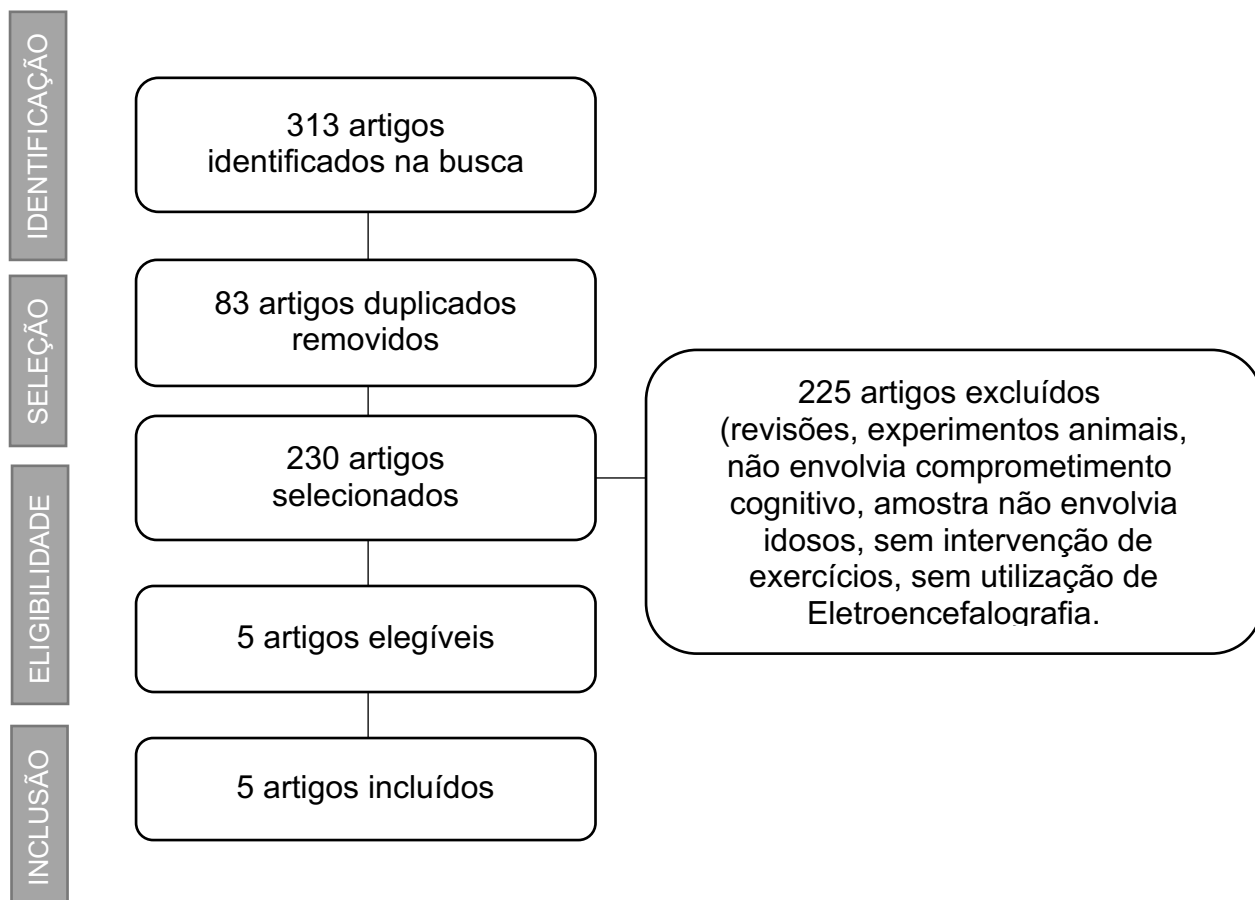 IDENTIFICAÇÃO
313 artigos
identificados na busca
SELEÇÃO
83 artigos duplicados
removidos
230 artigos
selecionados
225 artigos excluídos
(revisões, experimentos animais,
não envolvia comprometimento
cognitivo, amostra não envolvia
idosos, sem intervenção de
exercícios, sem utilização de
Eletroencefalografia.
ELIGIBILIDADE
5 artigos elegíveis
INCLUSÃO
5 artigos incluídos